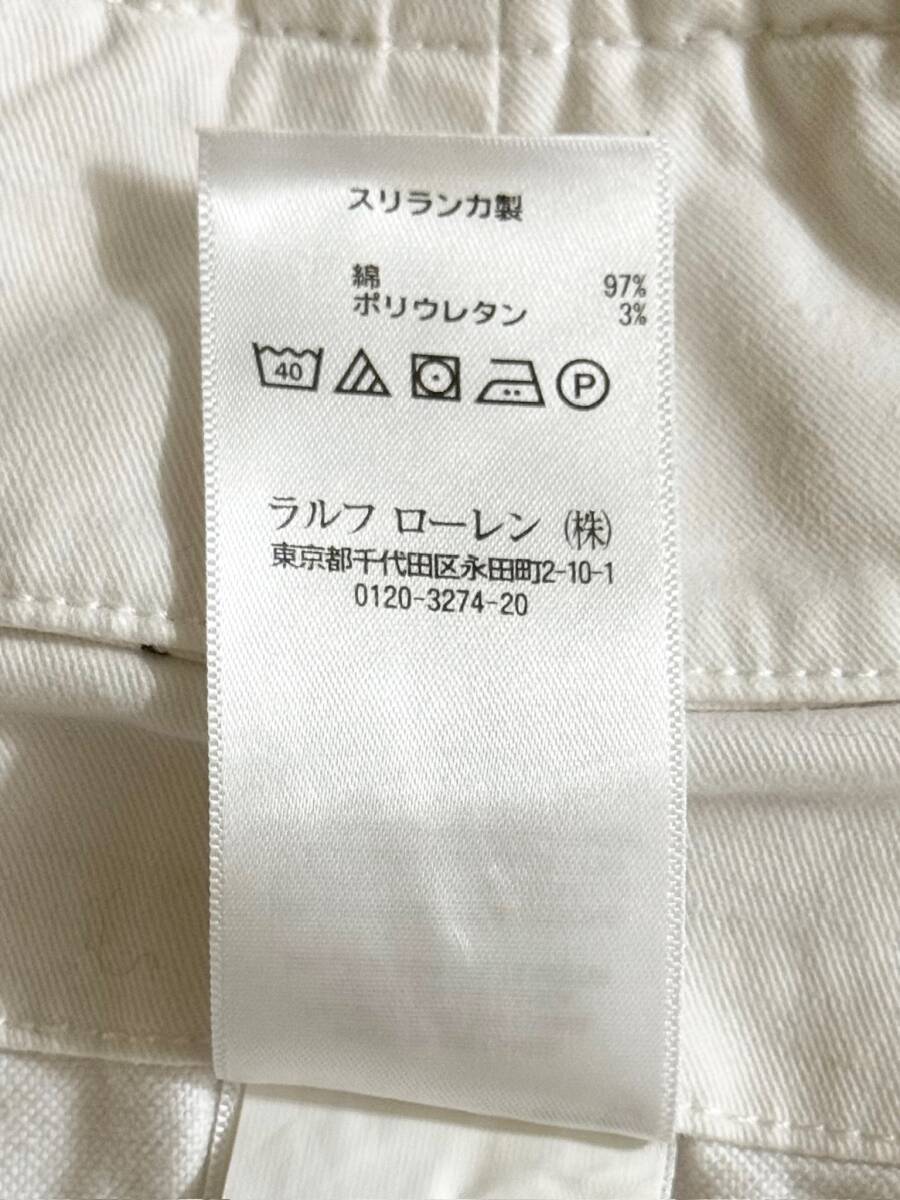 スリランカ製
綿 97%
ポリウレタン 3%
40 P
ラルフ ローレン (株)
東京都千代田区永田町2-10-1
0120-3274-20